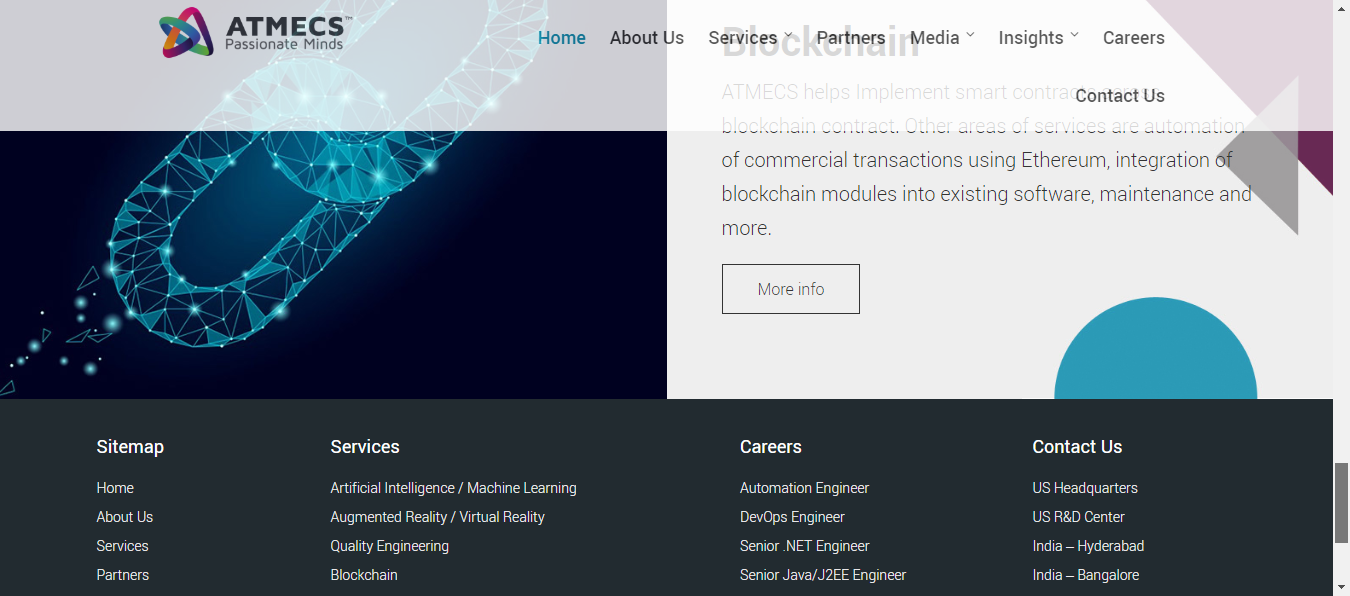 ATMECS™
Passionate Minds
Home About Us Services Partners Media Insights Careers
Contact Us
Blockchain
ATMECS helps Implement smart contracts across
blockchain contract. Other areas of services are automation
of commercial transactions using Ethereum, integration of
blockchain modules into existing software, maintenance and
more.
More info
Sitemap
Home
About Us
Services
Partners
Services
Artificial Intelligence / Machine Learning
Augmented Reality / Virtual Reality
Quality Engineering
Blockchain
Careers
Automation Engineer
DevOps Engineer
Senior .NET Engineer
Senior Java/J2EE Engineer
Contact Us
US Headquarters
US R&D Center
India – Hyderabad
India – Bangalore